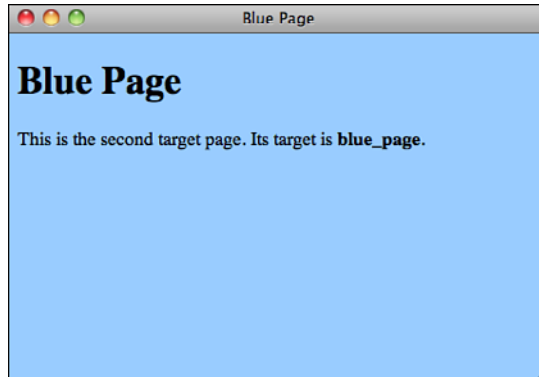 Blue Page
Blue Page
This is the second target page. Its target is blue_page.